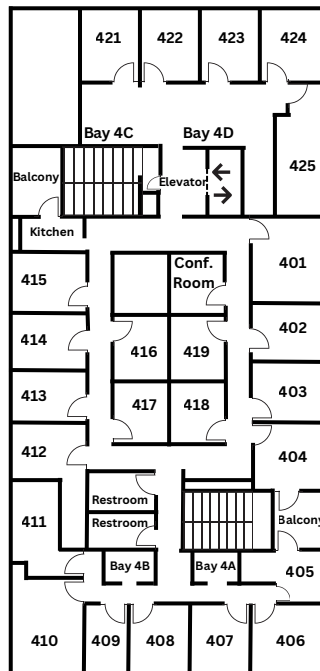 421
422
423
424
Bay 4C
Bay 4D
425
Balcony
Elevator
Kitchen
401
Conf.
Room
415
402
414
416
419
403
413
417
418
412
404
Restroom
411
Restroom
Balcony
Bay 4B
Bay 4A
405
410
409
408
407
406